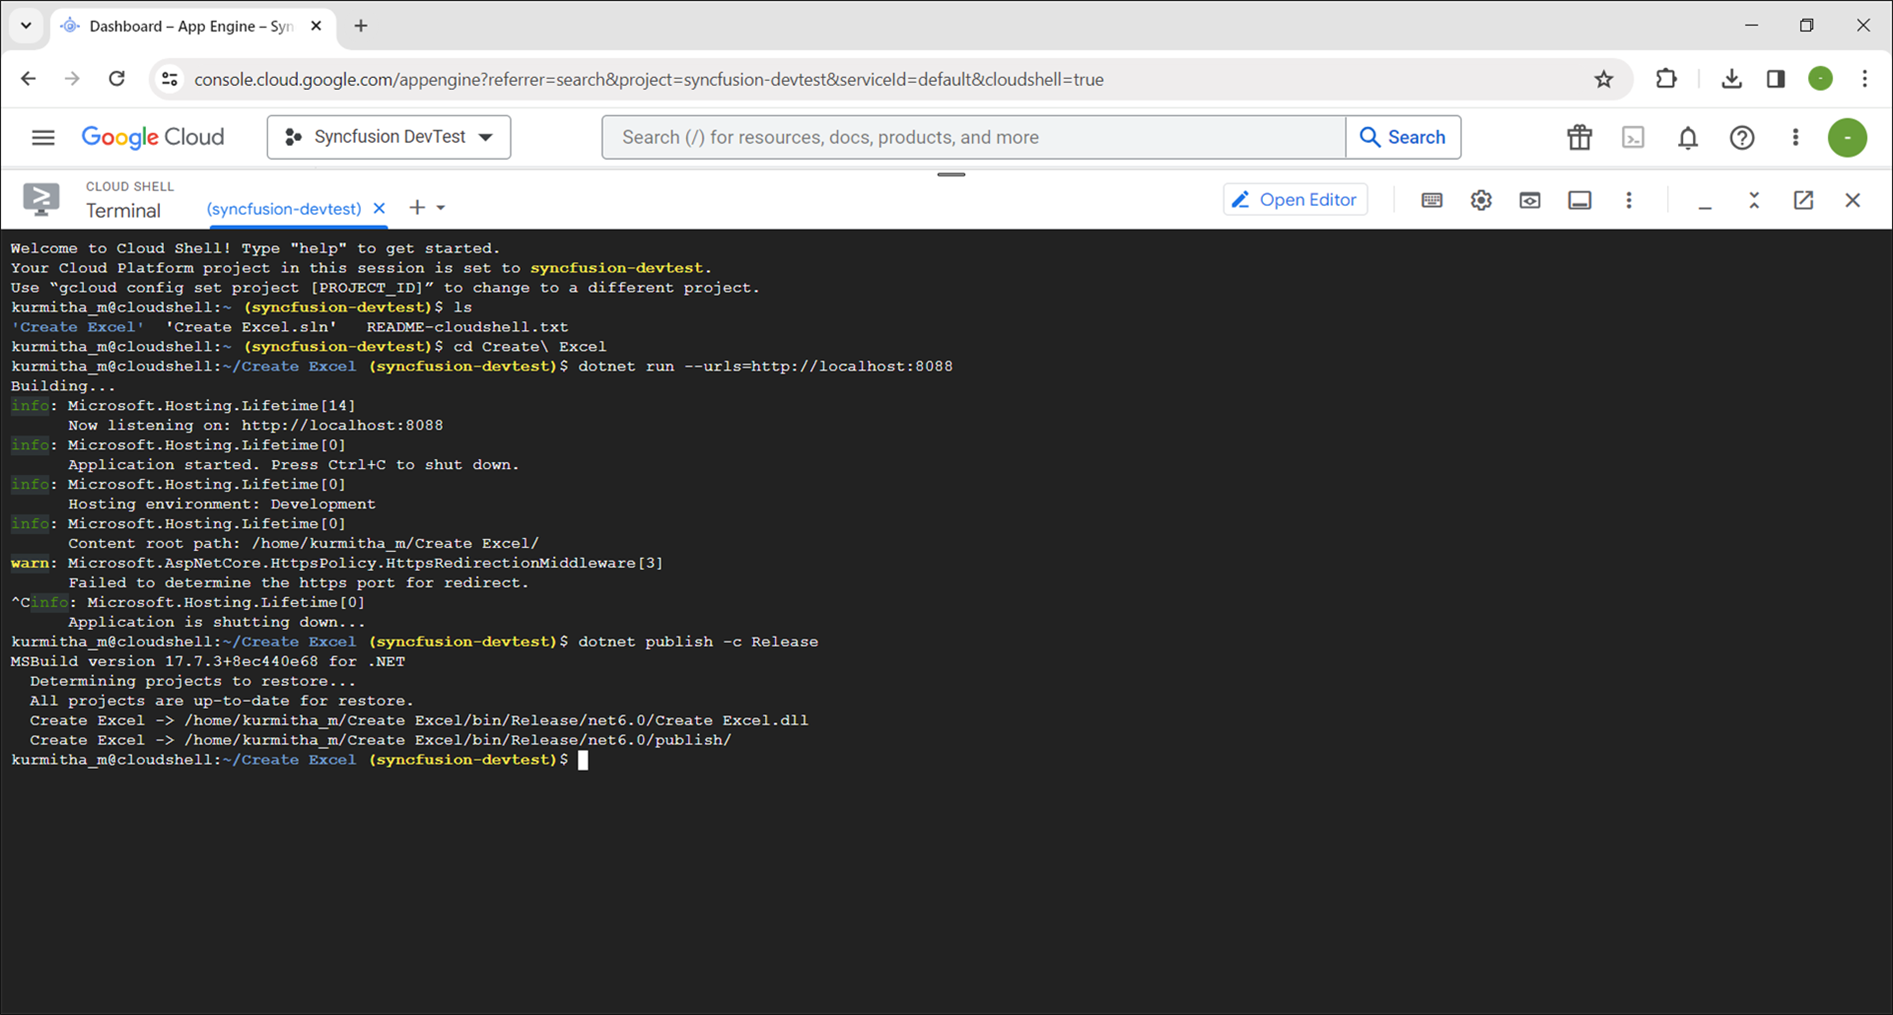 Dashboard – App Engine – Syn
console.cloud.google.com/appengine?referrer=search&project=syncfusion-devtest&serviceId=default&cloudshell=true
Google Cloud
Syncfusion DevTest
Search (/) for resources, docs, products, and more
Search
CLOUD SHELL
Terminal
(syncfusion-devtest)
Open Editor
Welcome to Cloud Shell! Type "help" to get started.
Your Cloud Platform project in this session is set to syncfusion-devtest.
Use “gcloud config set project [PROJECT_ID]” to change to a different project.
kurmitha_m@cloudshell:~ (syncfusion-devtest)$ ls
'Create Excel'  'Create Excel.sln'   README-cloudshell.txt
kurmitha_m@cloudshell:~ (syncfusion-devtest)$ cd Create\ Excel
kurmitha_m@cloudshell:~/Create Excel (syncfusion-devtest)$ dotnet run --urls=http://localhost:8088
Building...
info: Microsoft.Hosting.Lifetime[14]
      Now listening on: http://localhost:8088
info: Microsoft.Hosting.Lifetime[0]
      Application started. Press Ctrl+C to shut down.
info: Microsoft.Hosting.Lifetime[0]
      Hosting environment: Development
info: Microsoft.Hosting.Lifetime[0]
      Content root path: /home/kurmitha_m/Create Excel/
warn: Microsoft.AspNetCore.HttpsPolicy.HttpsRedirectionMiddleware[3]
      Failed to determine the https port for redirect.
^Cinfo: Microsoft.Hosting.Lifetime[0]
      Application is shutting down...
kurmitha_m@cloudshell:~/Create Excel (syncfusion-devtest)$ dotnet publish -c Release
MSBuild version 17.7.3+8ec440e68 for .NET
  Determining projects to restore...
  All projects are up-to-date for restore.
  Create Excel -> /home/kurmitha_m/Create Excel/bin/Release/net6.0/Create Excel.dll
  Create Excel -> /home/kurmitha_m/Create Excel/bin/Release/net6.0/publish/
kurmitha_m@cloudshell:~/Create Excel (syncfusion-devtest)$